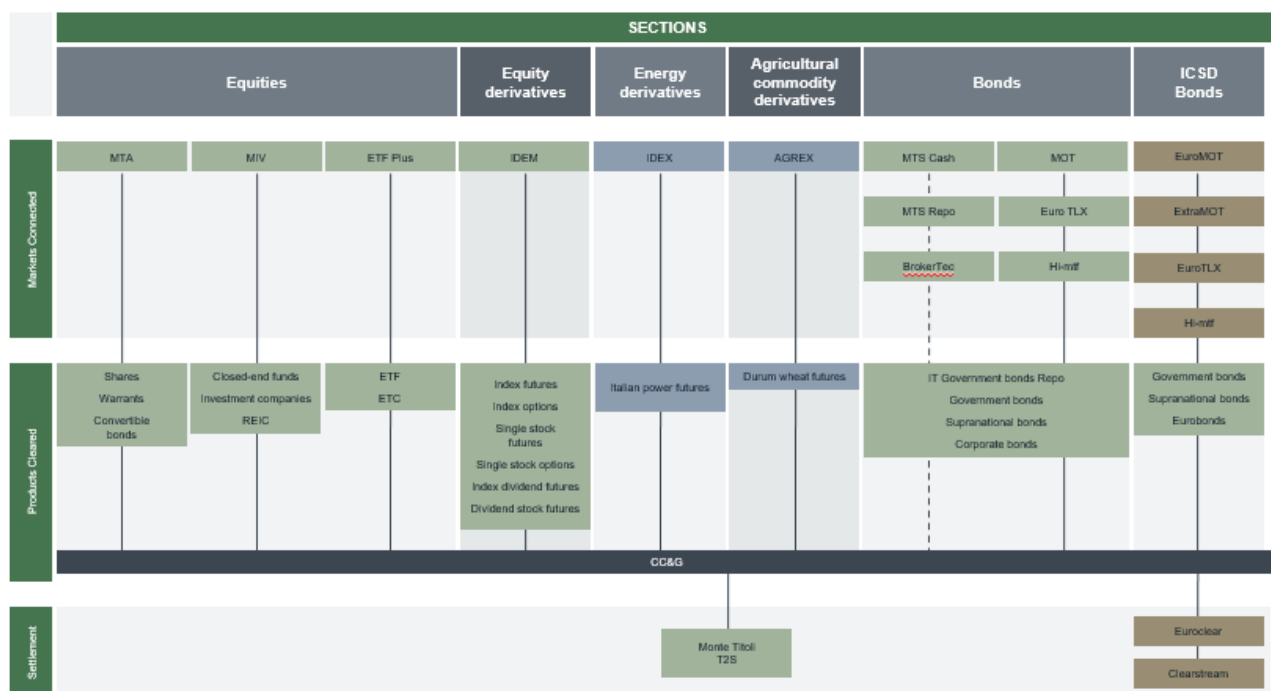 SECTIONS
Equities
Equity
derivatives
Energy
derivatives
Agricultural
commodity
derivatives
Bonds
ICSD
Bonds
Markets Connected
MTA
MIV
ETF Plus
IDEM
IDEX
AGREX
MTS Cash
MOT
EuroMOT
MTS Repo
Euro TLX
ExtraMOT
BrokerTec
Hi-mtf
EuroTLX
Hi-mtf
Products Cleared
Shares
Warrants
Convertible
bonds
Closed-end funds
Investment companies
REIC
ETF
ETC
Index futures
Index options
Single stock
futures
Single stock options
Index dividend futures
Dividend stock futures
Italian power futures
Durum wheat futures
IT Government bonds Repo
Government bonds
Supranational bonds
Corporate bonds
Government bonds
Supranational bonds
Eurobonds
CC&G
Settlement
Monte Titoli
T2S
Euroclear
Clearstream